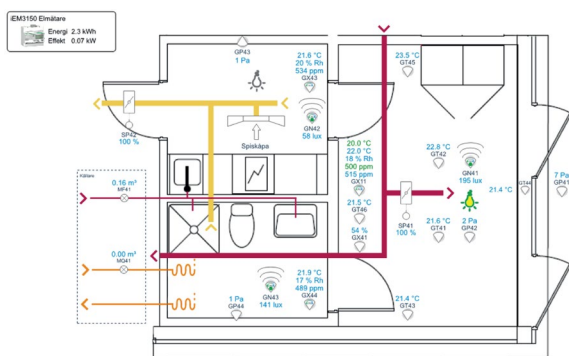 iEM3150 Elmätare
Energi 2.3 kWh
Effekt 0.07 kW
GP43
1 Pa
21.6 °C
20 % Rh
534 ppm
GX43
23.5 °C
GT45
SP42
100 %
Spiskåpa
GN42
58 lux
20.0 °C
22.0 °C
18 % Rh
500 ppm
515 ppm
GX11
22.8 °C
GT42
GN41
195 lux
21.4 °C
GT44
7 Pa
GP41
0.16 m³
MF41
21.5 °C
GT46
54 %
GX41
SP41
100 %
21.6 °C
GT41
2 Pa
GP42
0.00 m³
MQ41
GN43
141 lux
21.9 °C
17 % Rh
489 ppm
GX44
1 Pa
GP44
21.4 °C
GT43